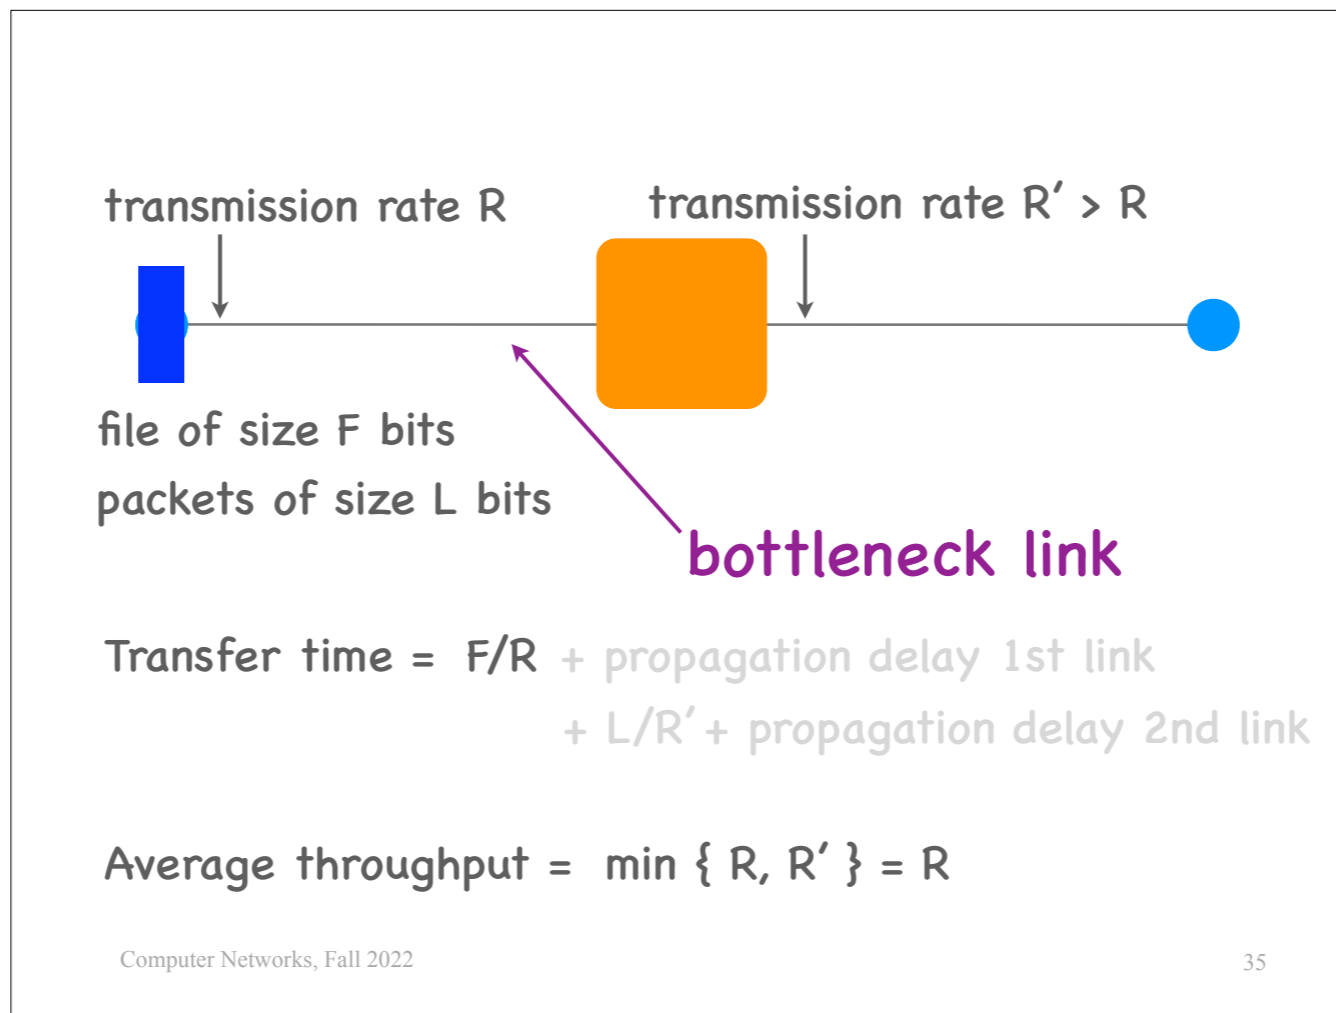 transmission rate R
transmission rate R′ > R
file of size F bits
packets of size L bits
bottleneck link
Transfer time = F/R + propagation delay 1st link
+ L/R′ + propagation delay 2nd link
Average throughput = min { R, R′ } = R
Computer Networks, Fall 2022
35